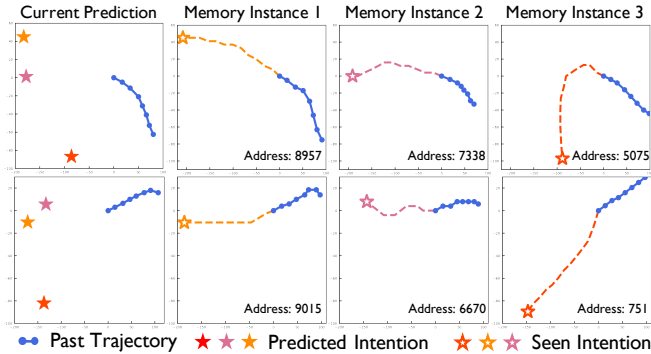 Current Prediction Memory Instance 1 Memory Instance 2 Memory Instance 3
Address: 8957 Address: 7338 Address: 5075
Address: 9015 Address: 6670 Address: 751
Past Trajectory Predicted Intention Seen Intention